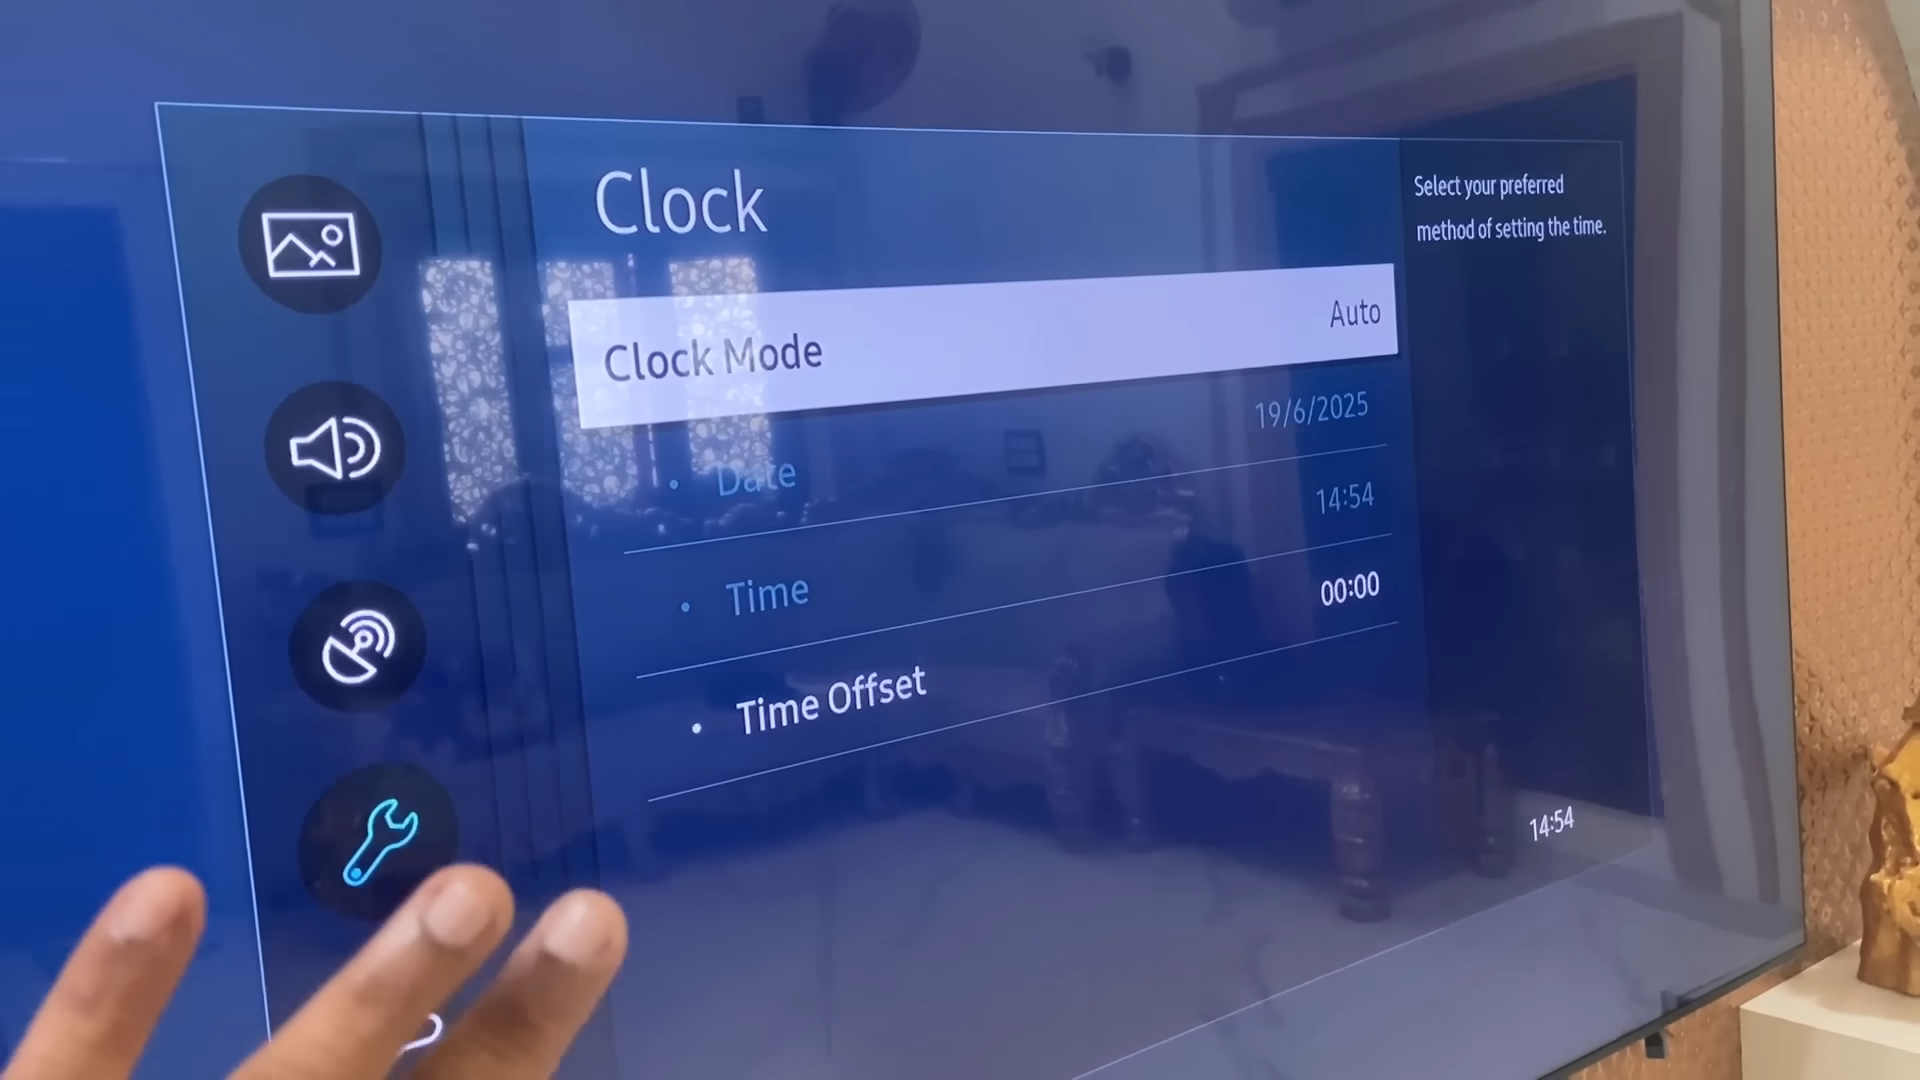 Clock
Select your preferred
method of setting the time.
Clock Mode Auto
• Date 19/6/2025
• Time 14:54
• Time Offset 00:00
14:54